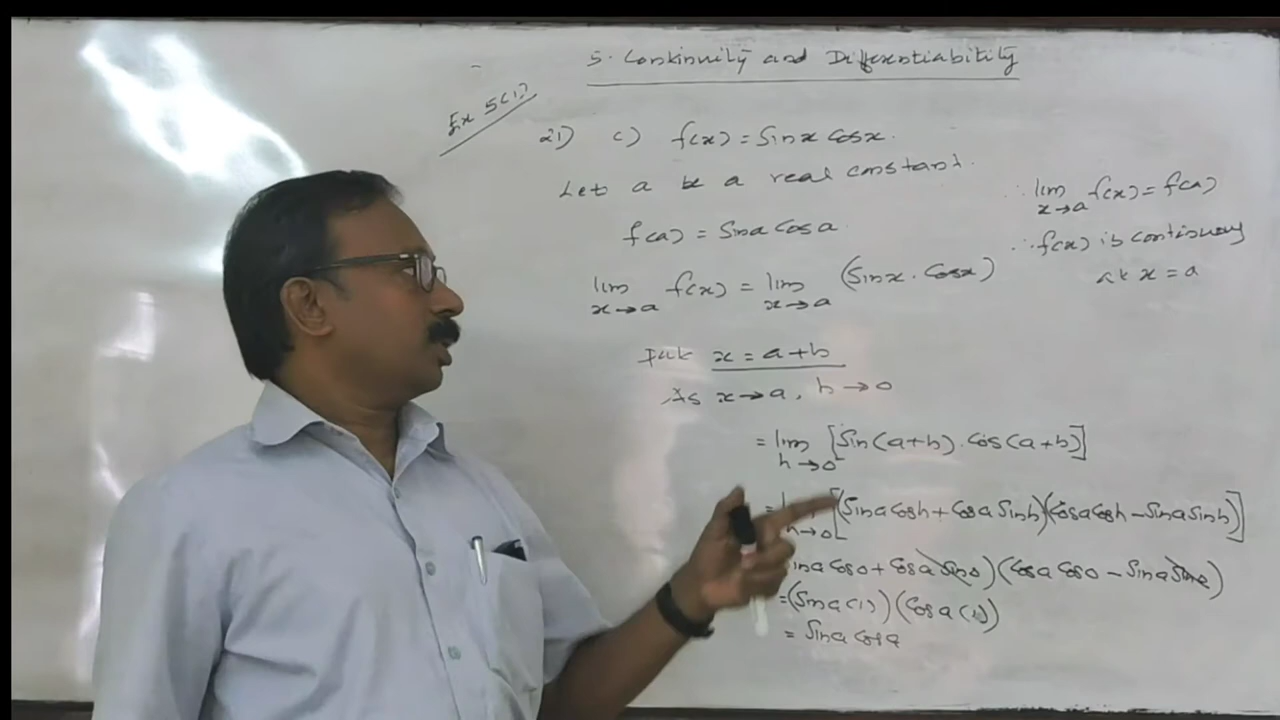 5. Continuity and Differentiability
Ex 5(1)
21) c) f(x) = Sinx Cosx.
Let a be a real constant.
f(a) = Sina Cosa
lim x→a f(x) = lim x→a (Sinx . Cosx)
Put x = a+h
As x→a, h→0
= lim h→0 [Sin(a+h) . Cos(a+h)]
= h→0 [(Sina Cosh + Cosa Sinh)(Cosa Cosh − Sina Sinh)]
ina Cos0 + Cosa Sin0)(Cosa Cos0 − Sina Sin0)
= (Sina(1))(Cosa(1))
= Sina Cosa
∴ lim x→a f(x) = f(a)
∴ f(x) is continuous
at x = a